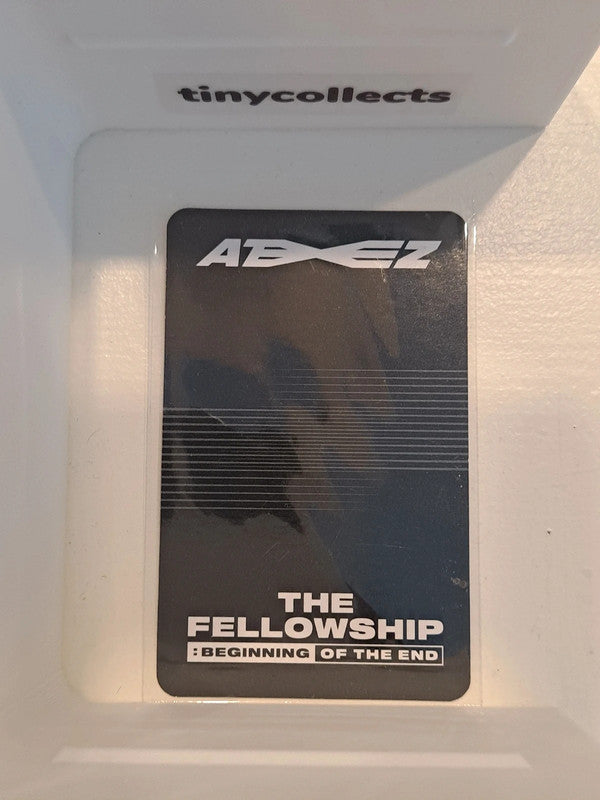 tinycollects
ATEEZ
THE
FELLOWSHIP
: BEGINNING OF THE END